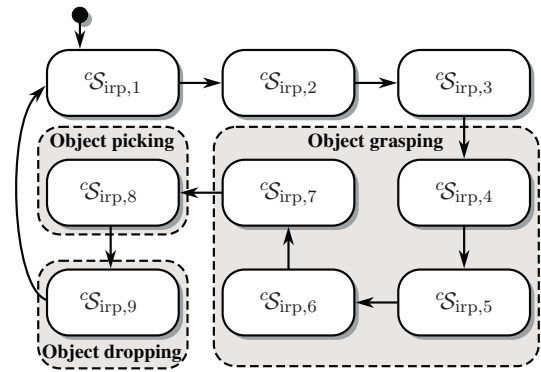 ᶜS_irp,1 ᶜS_irp,2 ᶜS_irp,3
Object picking Object grasping
ᶜS_irp,8 ᶜS_irp,7 ᶜS_irp,4
ᶜS_irp,9 ᶜS_irp,6 ᶜS_irp,5
Object dropping